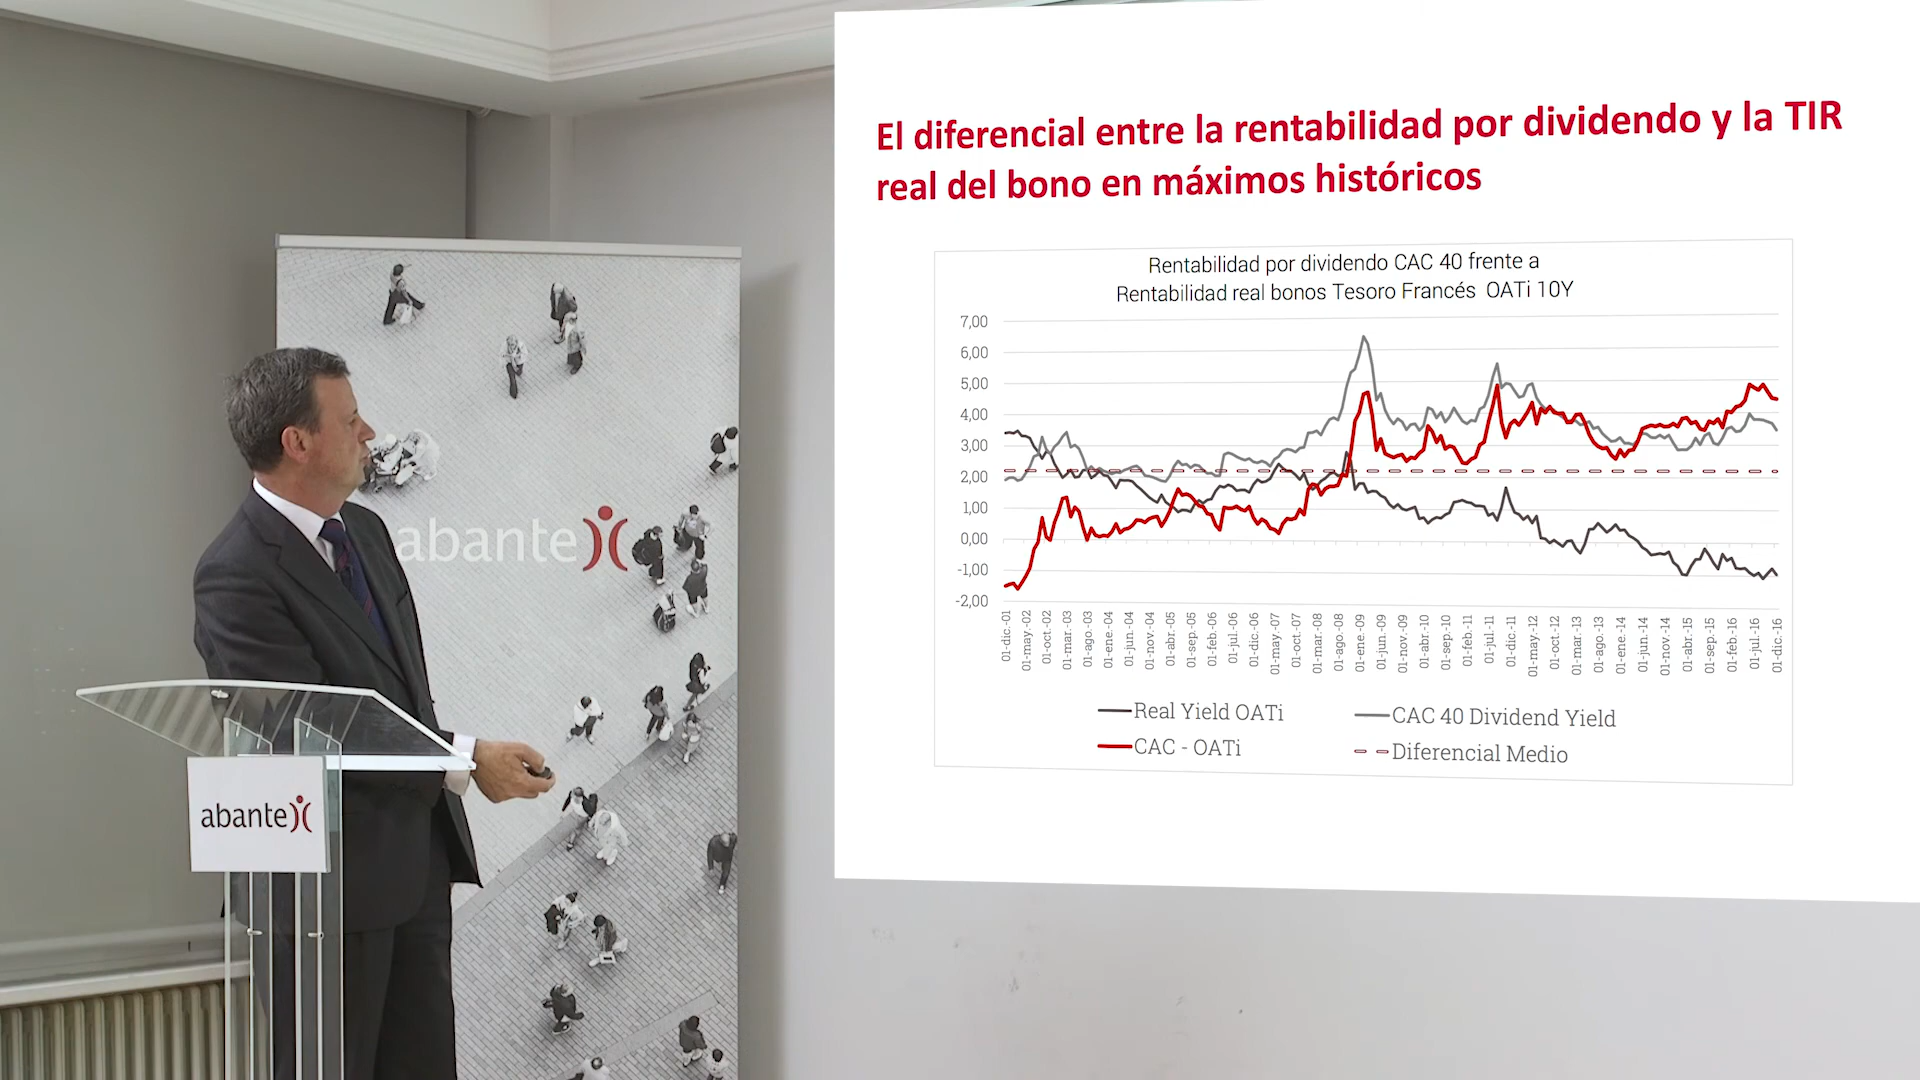 El diferencial entre la rentabilidad por dividendo y la TIR
real del bono en máximos históricos
Rentabilidad por dividendo CAC 40 frente a
Rentabilidad real bonos Tesoro Francés OATi 10Y
7,00
6,00
5,00
4,00
3,00
2,00
1,00
0,00
-1,00
-2,00
01-dic.-01
01-may.-02
01-oct.-02
01-mar.-03
01-ago.-03
01-ene.-04
01-jun.-04
01-nov.-04
01-abr.-05
01-sep.-05
01-feb.-06
01-jul.-06
01-dic.-06
01-may.-07
01-oct.-07
01-mar.-08
01-ago.-08
01-ene.-09
01-jun.-09
01-nov.-09
01-abr.-10
01-sep.-10
01-feb.-11
01-jul.-11
01-dic.-11
01-may.-12
01-oct.-12
01-mar.-13
01-ago.-13
01-ene.-14
01-jun.-14
01-nov.-14
01-abr.-15
01-sep.-15
01-feb.-16
01-jul.-16
01-dic.-16
Real Yield OATi
CAC 40 Dividend Yield
CAC - OATi
Diferencial Medio
abante
abante